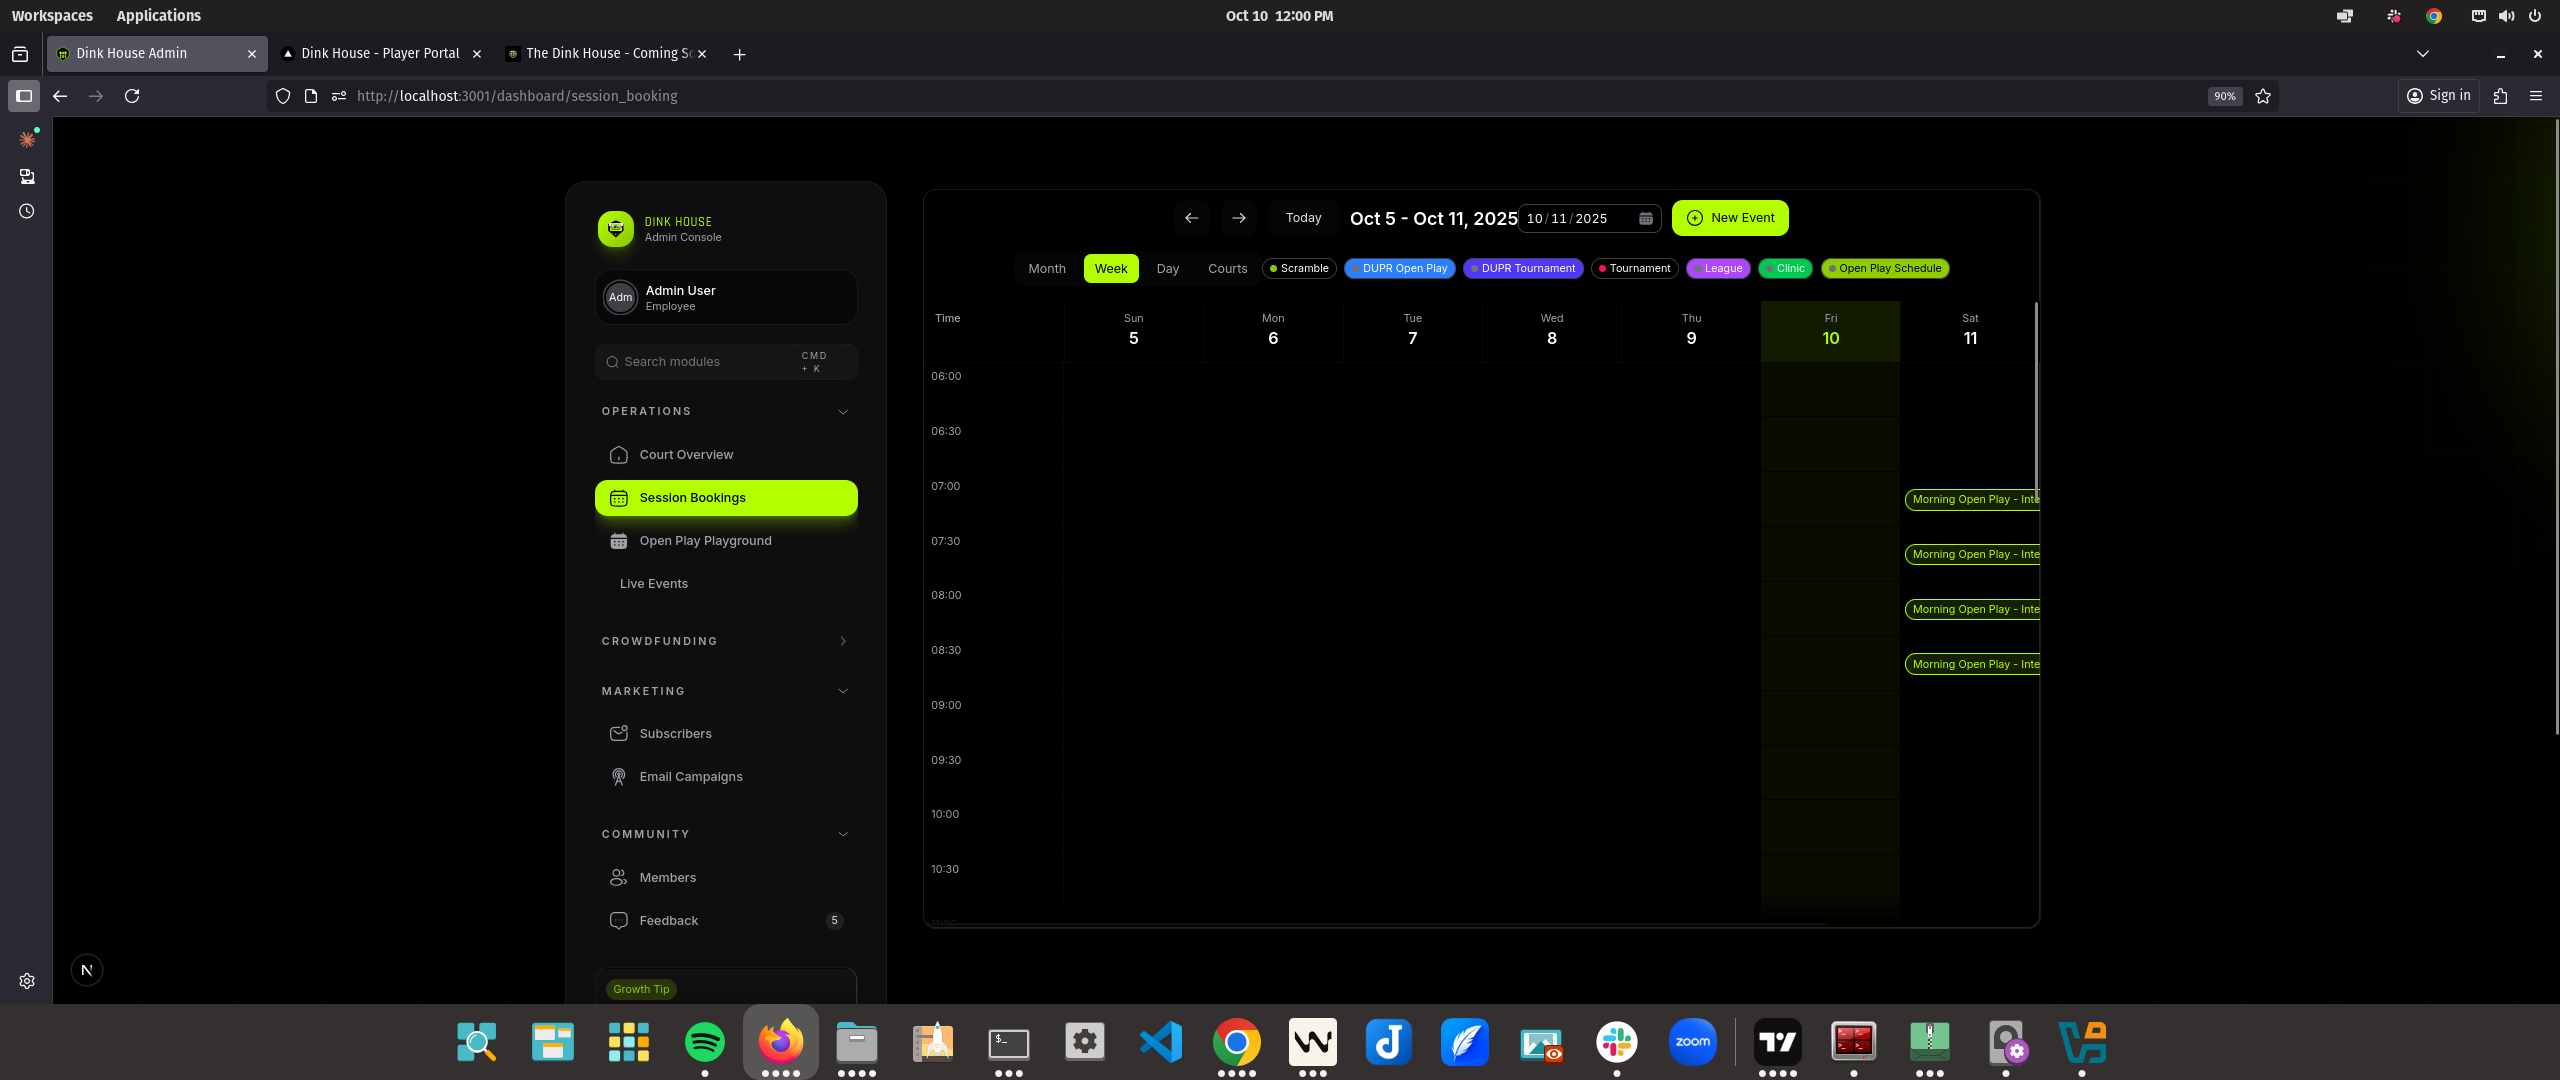 Workspaces Applications Oct 10 12:00 PM
Dink House Admin Dink House - Player Portal The Dink House - Coming So
http://localhost:3001/dashboard/session_booking 90% Sign in
DINK HOUSE
Admin Console
Adm
Admin User
Employee
Search modules CMD + K
OPERATIONS
Court Overview
Session Bookings
Open Play Playground
Live Events
CROWDFUNDING
MARKETING
Subscribers
Email Campaigns
COMMUNITY
Members
Feedback 5
Growth Tip
N
Today Oct 5 - Oct 11, 2025 10/11/2025 New Event
Month Week Day Courts Scramble DUPR Open Play DUPR Tournament Tournament League Clinic Open Play Schedule
Time Sun Mon Tue Wed Thu Fri Sat
5 6 7 8 9 10 11
06:00
06:30
07:00
Morning Open Play - Inte
07:30
Morning Open Play - Inte
08:00
Morning Open Play - Inte
08:30
Morning Open Play - Inte
09:00
09:30
10:00
10:30
11:00
$_ zoom